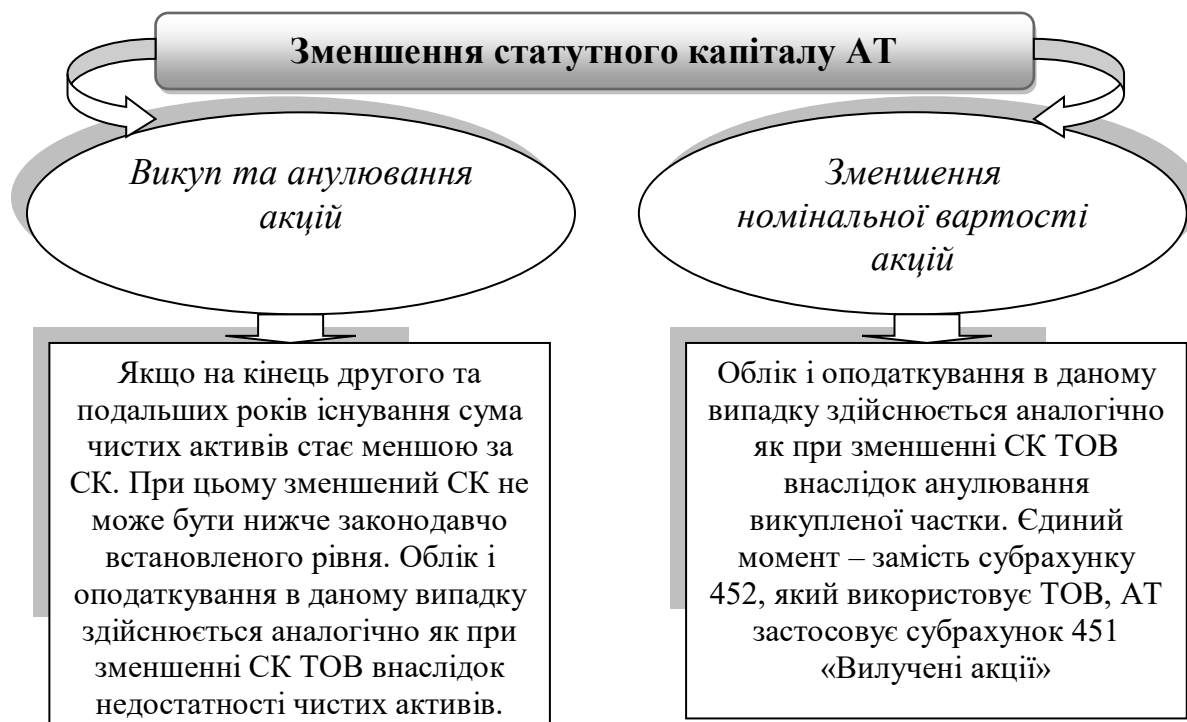 Зменшення статутного капіталу АТ
Викуп та анулювання
акцій
Зменшення
номінальної вартості
акцій
Якщо на кінець другого та
подальших років існування сума
чистих активів стає меншою за
СК. При цьому зменшений СК не
може бути нижче законодавчо
встановленого рівня. Облік і
оподаткування в даному випадку
здійснюється аналогічно як при
зменшенні СК ТОВ внаслідок
недостатності чистих активів.
Облік і оподаткування в даному
випадку здійснюється аналогічно
як при зменшенні СК ТОВ
внаслідок анулювання
викупленої частки. Єдиний
момент – замість субрахунку
452, який використовує ТОВ, АТ
застосовує субрахунок 451
«Вилучені акції»